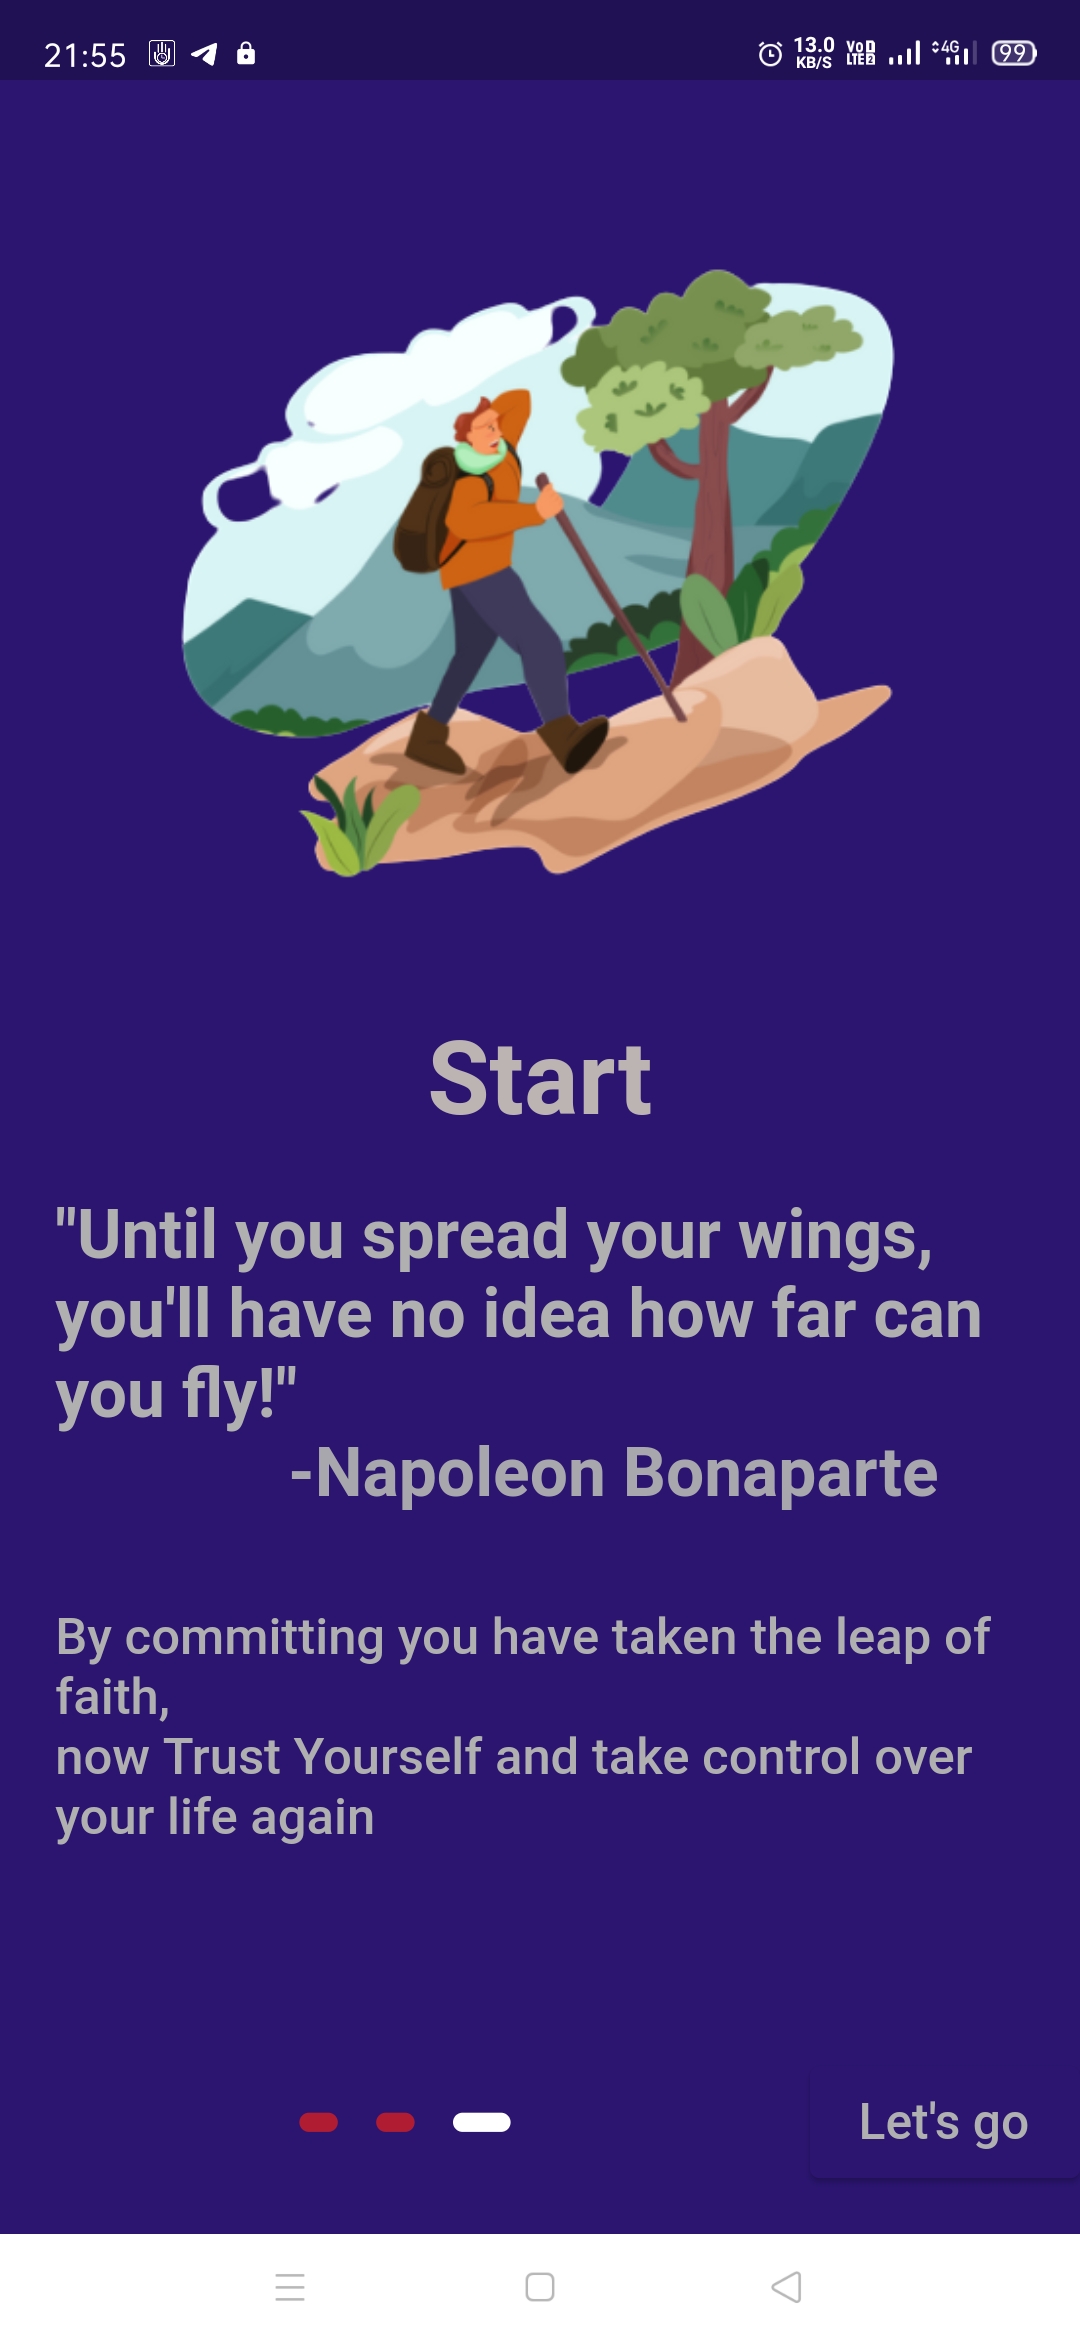 21:55 13.0 KB/S VoD LTE2 4G 99
Start
"Until you spread your wings,
you'll have no idea how far can
you fly!"
-Napoleon Bonaparte
By committing you have taken the leap of
faith,
now Trust Yourself and take control over
your life again
Let's go